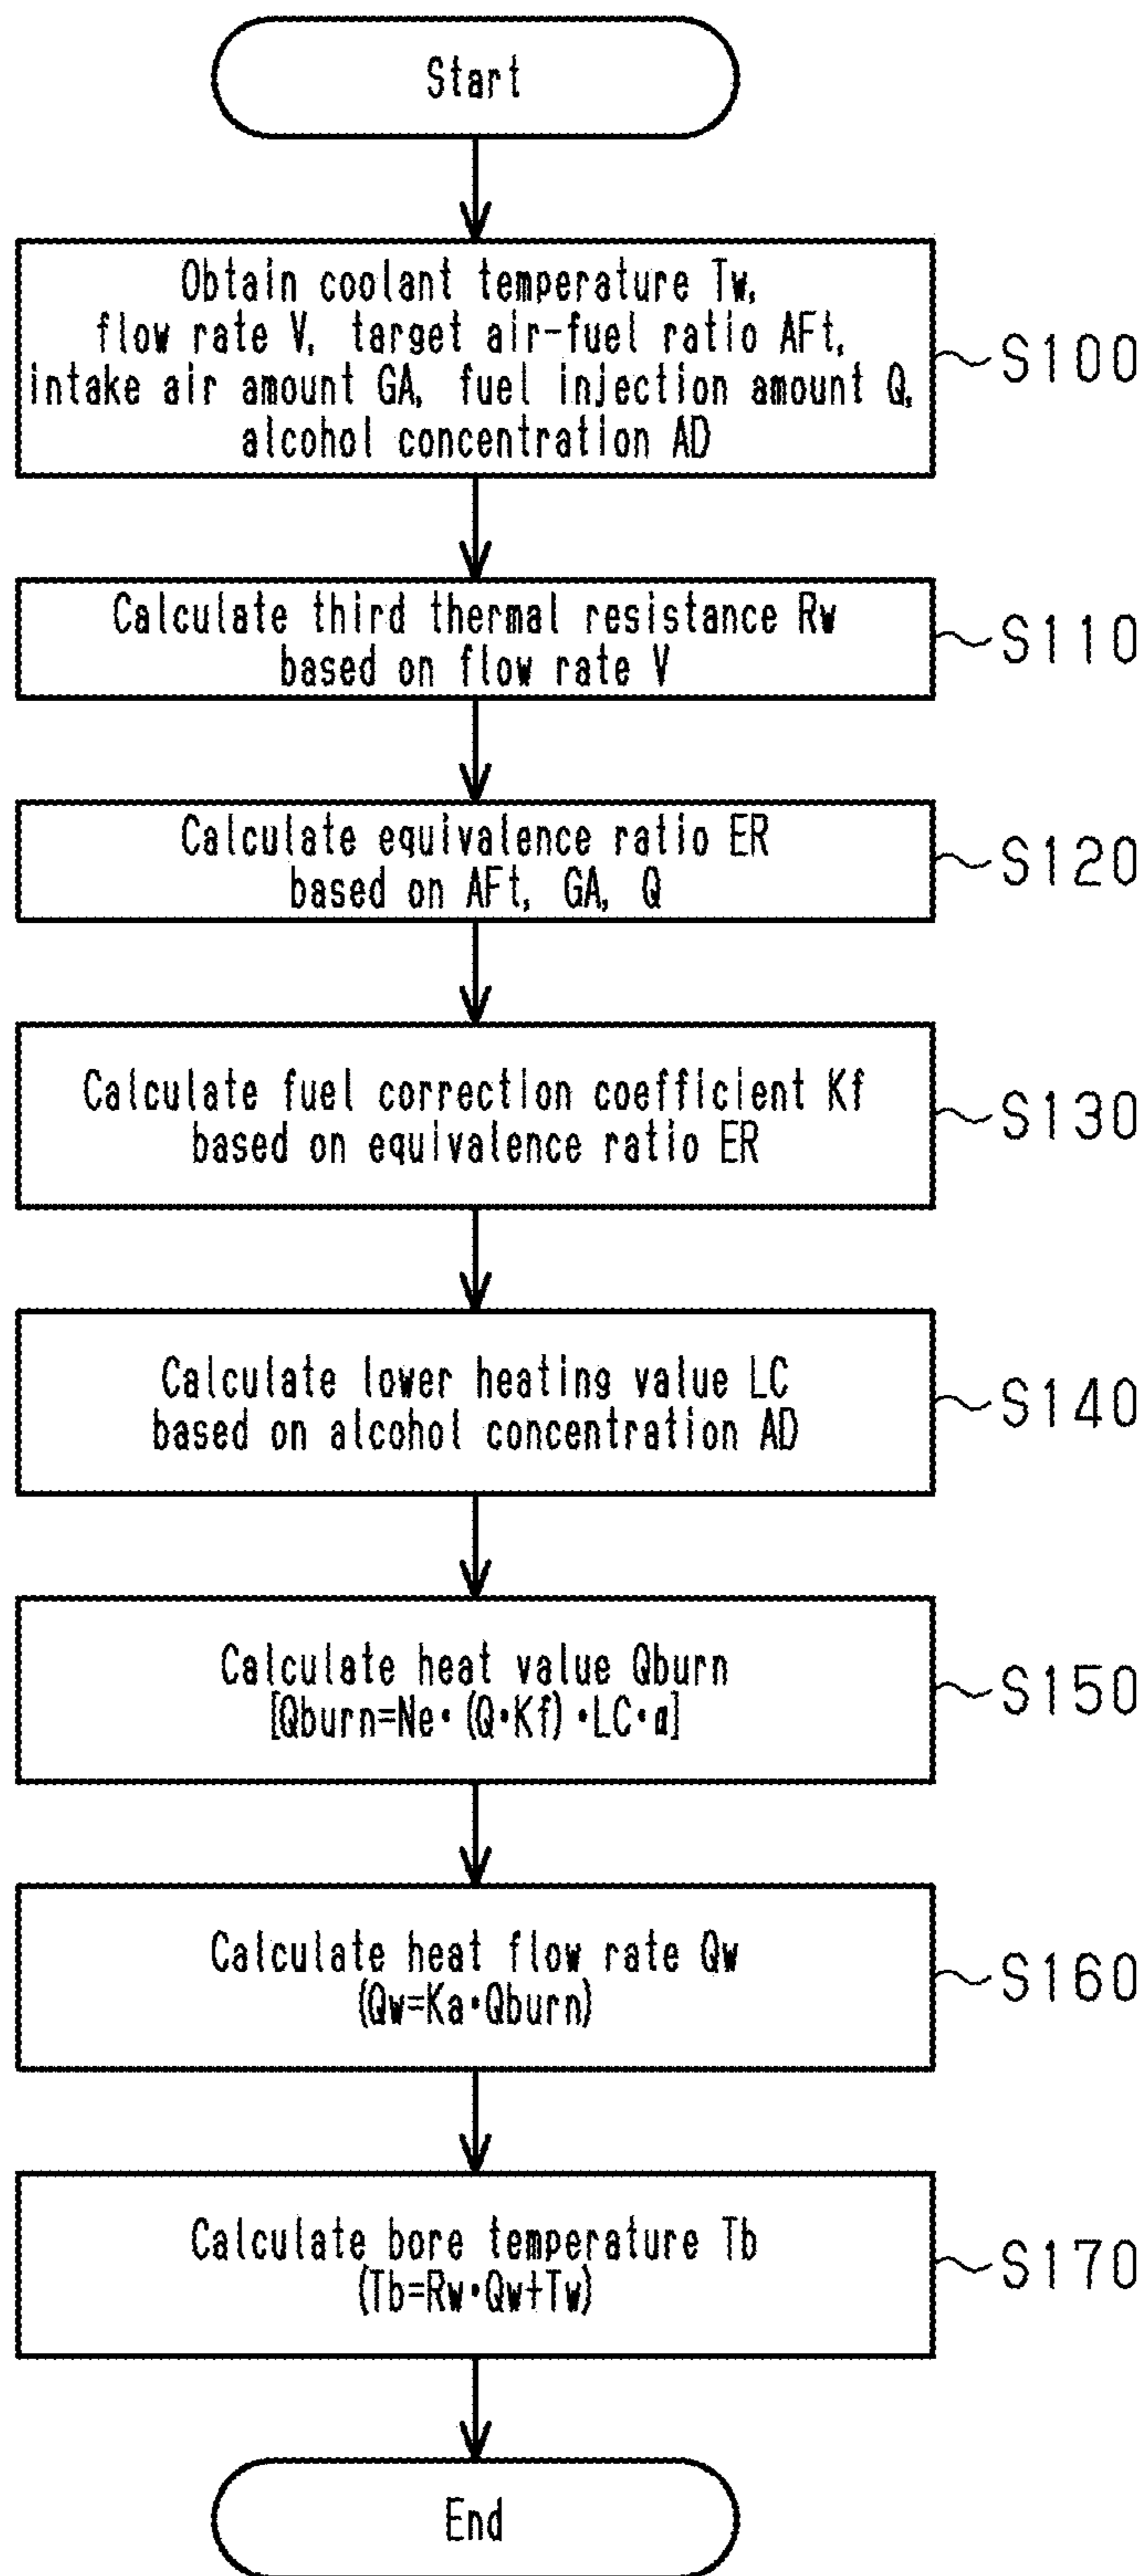 Start
Obtain coolant temperature Tw,
flow rate V, target air-fuel ratio AFt,
intake air amount GA, fuel injection amount Q,
alcohol concentration AD
S100
Calculate third thermal resistance Rw
based on flow rate V
S110
Calculate equivalence ratio ER
based on AFt, GA, Q
S120
Calculate fuel correction coefficient Kf
based on equivalence ratio ER
S130
Calculate lower heating value LC
based on alcohol concentration AD
S140
Calculate heat value Qburn
[Qburn=Ne・(Q・Kf)・LC・α]
S150
Calculate heat flow rate Qw
(Qw=Ka・Qburn)
S160
Calculate bore temperature Tb
(Tb=Rw・Qw+Tw)
S170
End